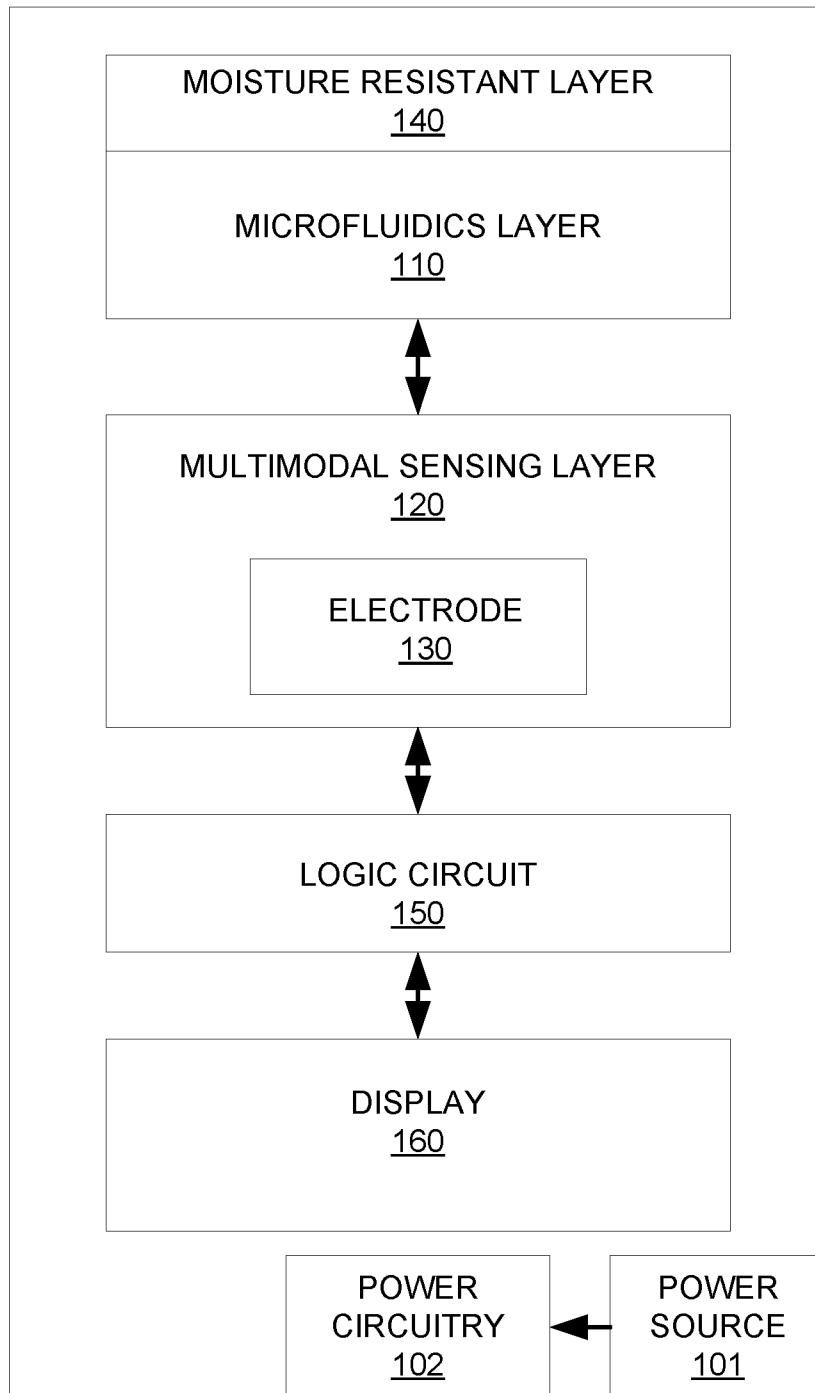 MOISTURE RESISTANT LAYER
140
MICROFLUIDICS LAYER
110
MULTIMODAL SENSING LAYER
120
ELECTRODE
130
LOGIC CIRCUIT
150
DISPLAY
160
POWER
CIRCUITRY
102
POWER
SOURCE
101